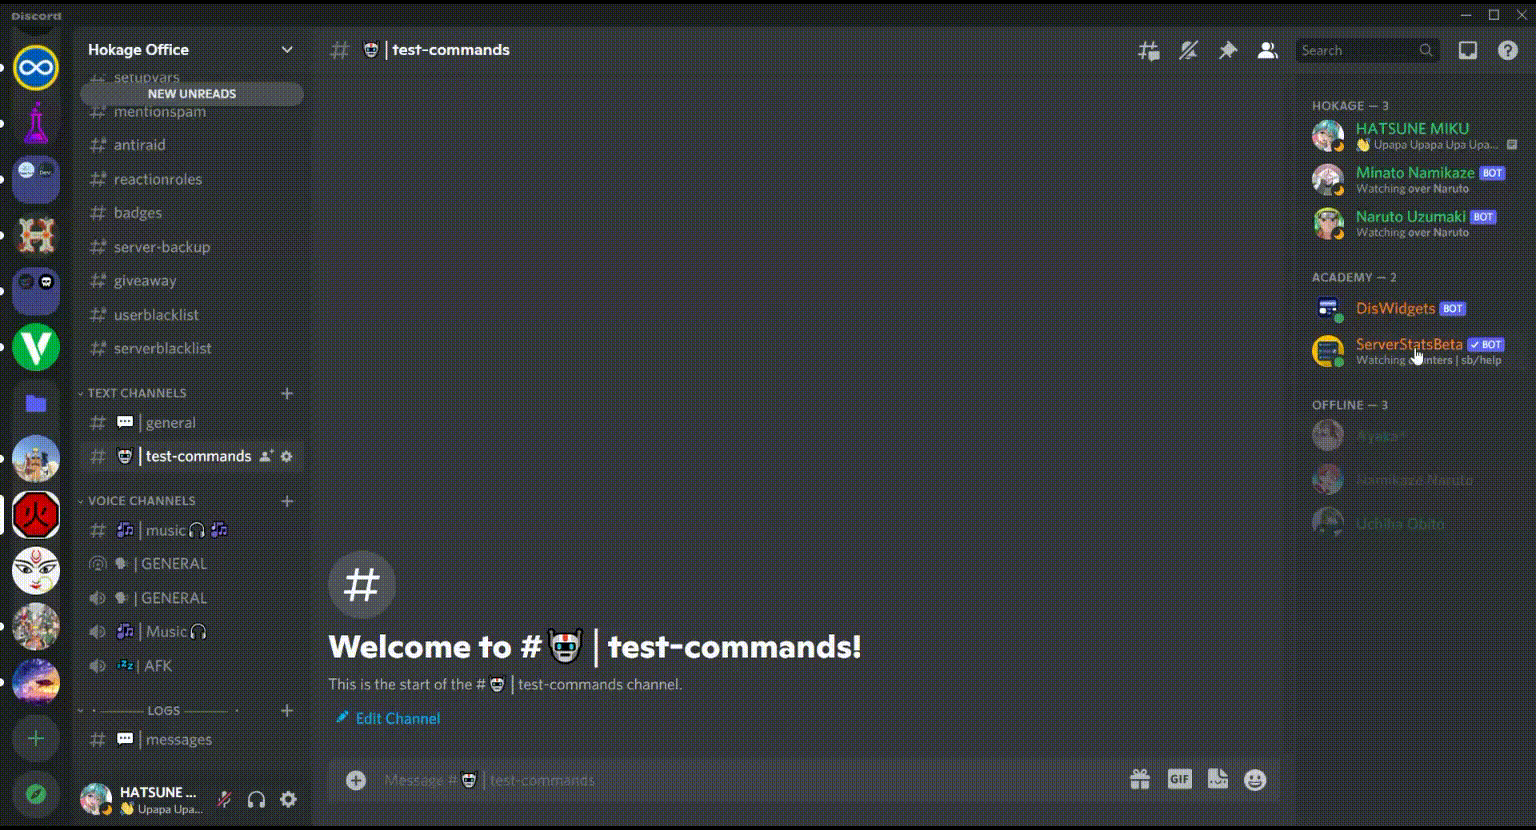 Discord
Hokage Office
setupvars
NEW UNREADS
mentionspam
antiraid
reactionroles
badges
server-backup
giveaway
userblacklist
serverblacklist
TEXT CHANNELS
| general
| test-commands
VOICE CHANNELS
| music
| GENERAL
| GENERAL
| Music
| AFK
LOGS
| messages
HATSUNE ...
Upapa Upa...
# | test-commands
Search
Welcome to # | test-commands!
This is the start of the # | test-commands channel.
Edit Channel
Message # | test-commands
GIF
HOKAGE — 3
HATSUNE MIKU
Upapa Upapa Upa Upa...
Minato Namikaze BOT
Watching over Naruto
Naruto Uzumaki BOT
Watching over Naruto
ACADEMY — 2
DisWidgets BOT
ServerStatsBeta ✓ BOT
Watching counters | sb/help
OFFLINE — 3
Ayaka*
Namikaze Naruto
Uchiha Obito
火